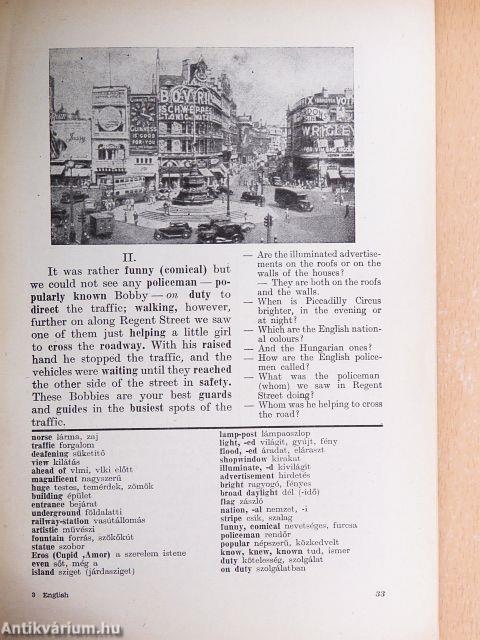 BOVRIL
SCHWEPPES
TONIC WATER
GUINNESS
IS GOOD
FOR YOU
VOT
WRIGLEY
II.
It was rather funny (comical) but
we could not see any policeman — po-
pularly known Bobby — on duty to
direct the traffic; walking, however,
further on along Regent Street we saw
one of them just helping a little girl
to cross the roadway. With his raised
hand he stopped the traffic, and the
vehicles were waiting until they reached
the other side of the street in safety.
These Bobbies are your best guards
and guides in the busiest spots of the
traffic.
— Are the illuminated advertise-
ments on the roofs or on the
walls of the houses?
— They are both on the roofs
and the walls.
— When is Piccadilly Circus
brighter, in the evening or
at night?
— Which are the English nation-
al colours?
— And the Hungarian ones?
— How are the English police-
men called?
— What was the policeman
(whom) we saw in Regent
Street doing?
— Whom was he helping to cross
the road?
norse lárma, zaj
traffic forgalom
deafening süketítő
view kilátás
ahead of vlmi, vlki előtt
magnificent nagyszerű
huge testes, temérdek, zömök
building épület
entrance bejárat
underground földalatti
railway-station vasútállomás
artistic művészi
fountain forrás, szökőkút
statue szobor
Eros (Cupid ,Amor) a szerelem istene
even sőt, még a
island sziget (járdasziget)
lamp-post lámpaoszlop
light, -ed világít, gyújt, fény
flood, -ed áradat, eláraszt
shopwindow kirakat
illuminate, -d kivilágít
advertisement hirdetés
bright ragyogó, fényes
broad daylight dél (-idő)
flag zászló
nation, -al nemzet, -i
stripe csík, szalag
funny, comical nevetséges, furcsa
policeman rendőr
popular népszerű, közkedvelt
know, knew, known tud, ismer
duty kötelesség, szolgálat
on duty szolgálatban
3 English
33
Antikvárium.hu